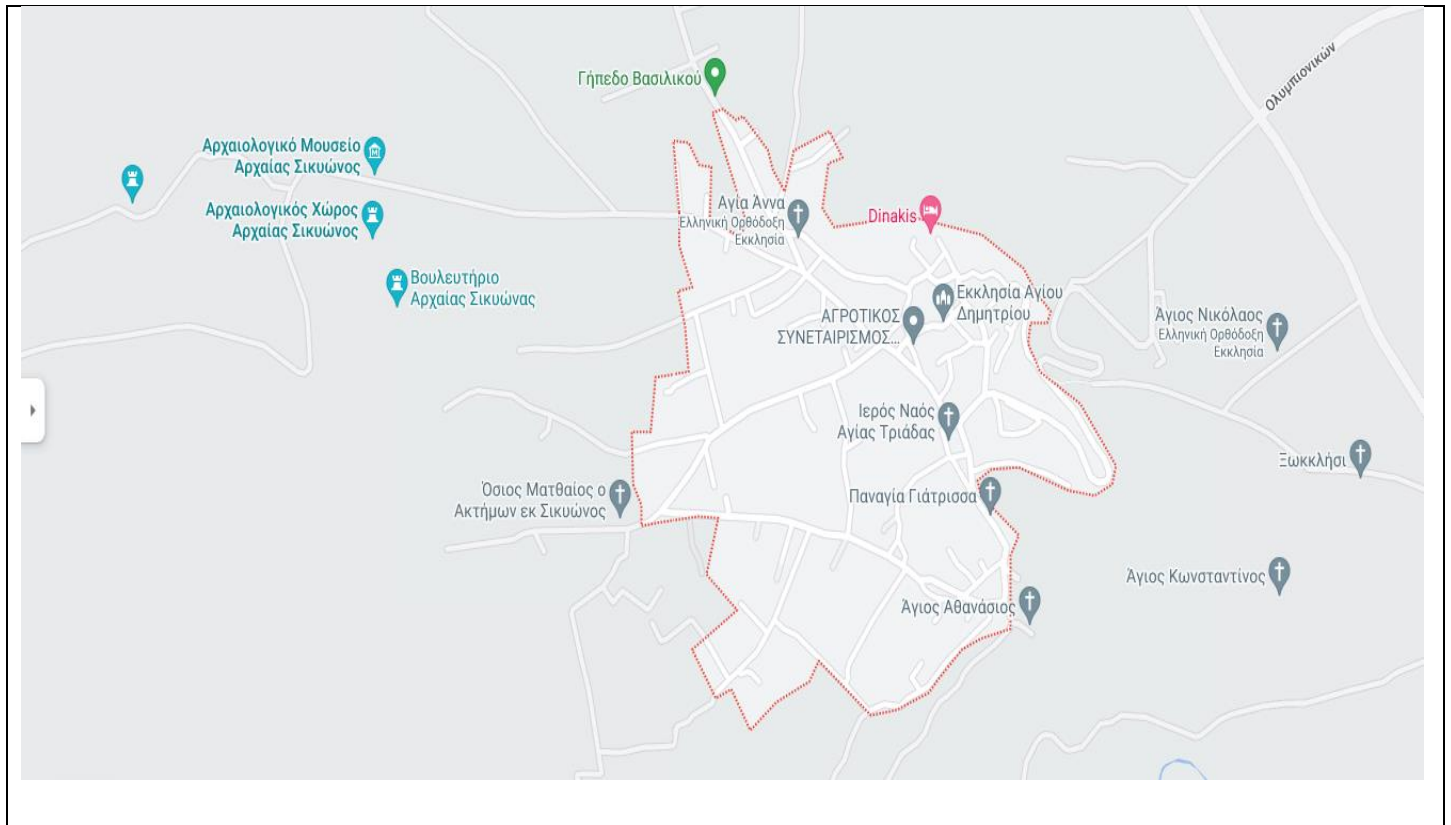 Γήπεδο Βασιλικού
Ολυμπιονικών
Αρχαιολογικό Μουσείο
Αρχαίας Σικυώνος
Αρχαιολογικός Χώρος
Αρχαίας Σικυώνος
Αγία Άννα
Ελληνική Ορθόδοξη
Εκκλησία
Dinakis
Βουλευτήριο
Αρχαίας Σικυώνας
Εκκλησία Αγίου
Δημητρίου
ΑΓΡΟΤΙΚΟΣ
ΣΥΝΕΤΑΙΡΙΣΜΟΣ...
Άγιος Νικόλαος
Ελληνική Ορθόδοξη
Εκκλησία
Ιερός Ναός
Αγίας Τριάδας
Ξωκκλήσι
Όσιος Ματθαίος ο
Ακτήμων εκ Σικυώνος
Παναγία Γιάτρισσα
Άγιος Κωνσταντίνος
Άγιος Αθανάσιος